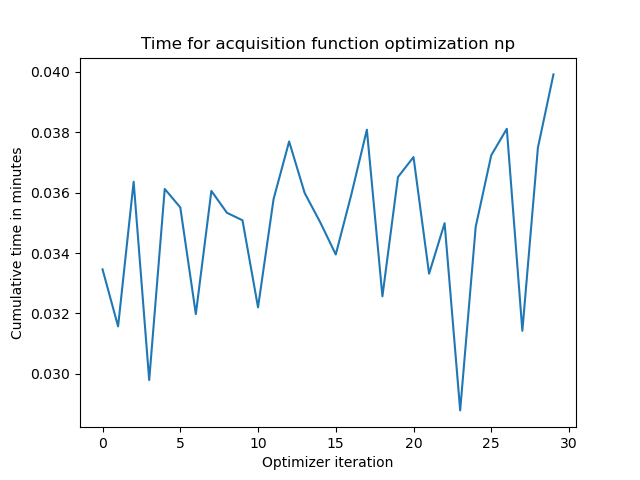 Time for acquisition function optimization np
0.040
0.038
0.036
0.034
0.032
0.030
Cumulative time in minutes
0 5 10 15 20 25 30
Optimizer iteration